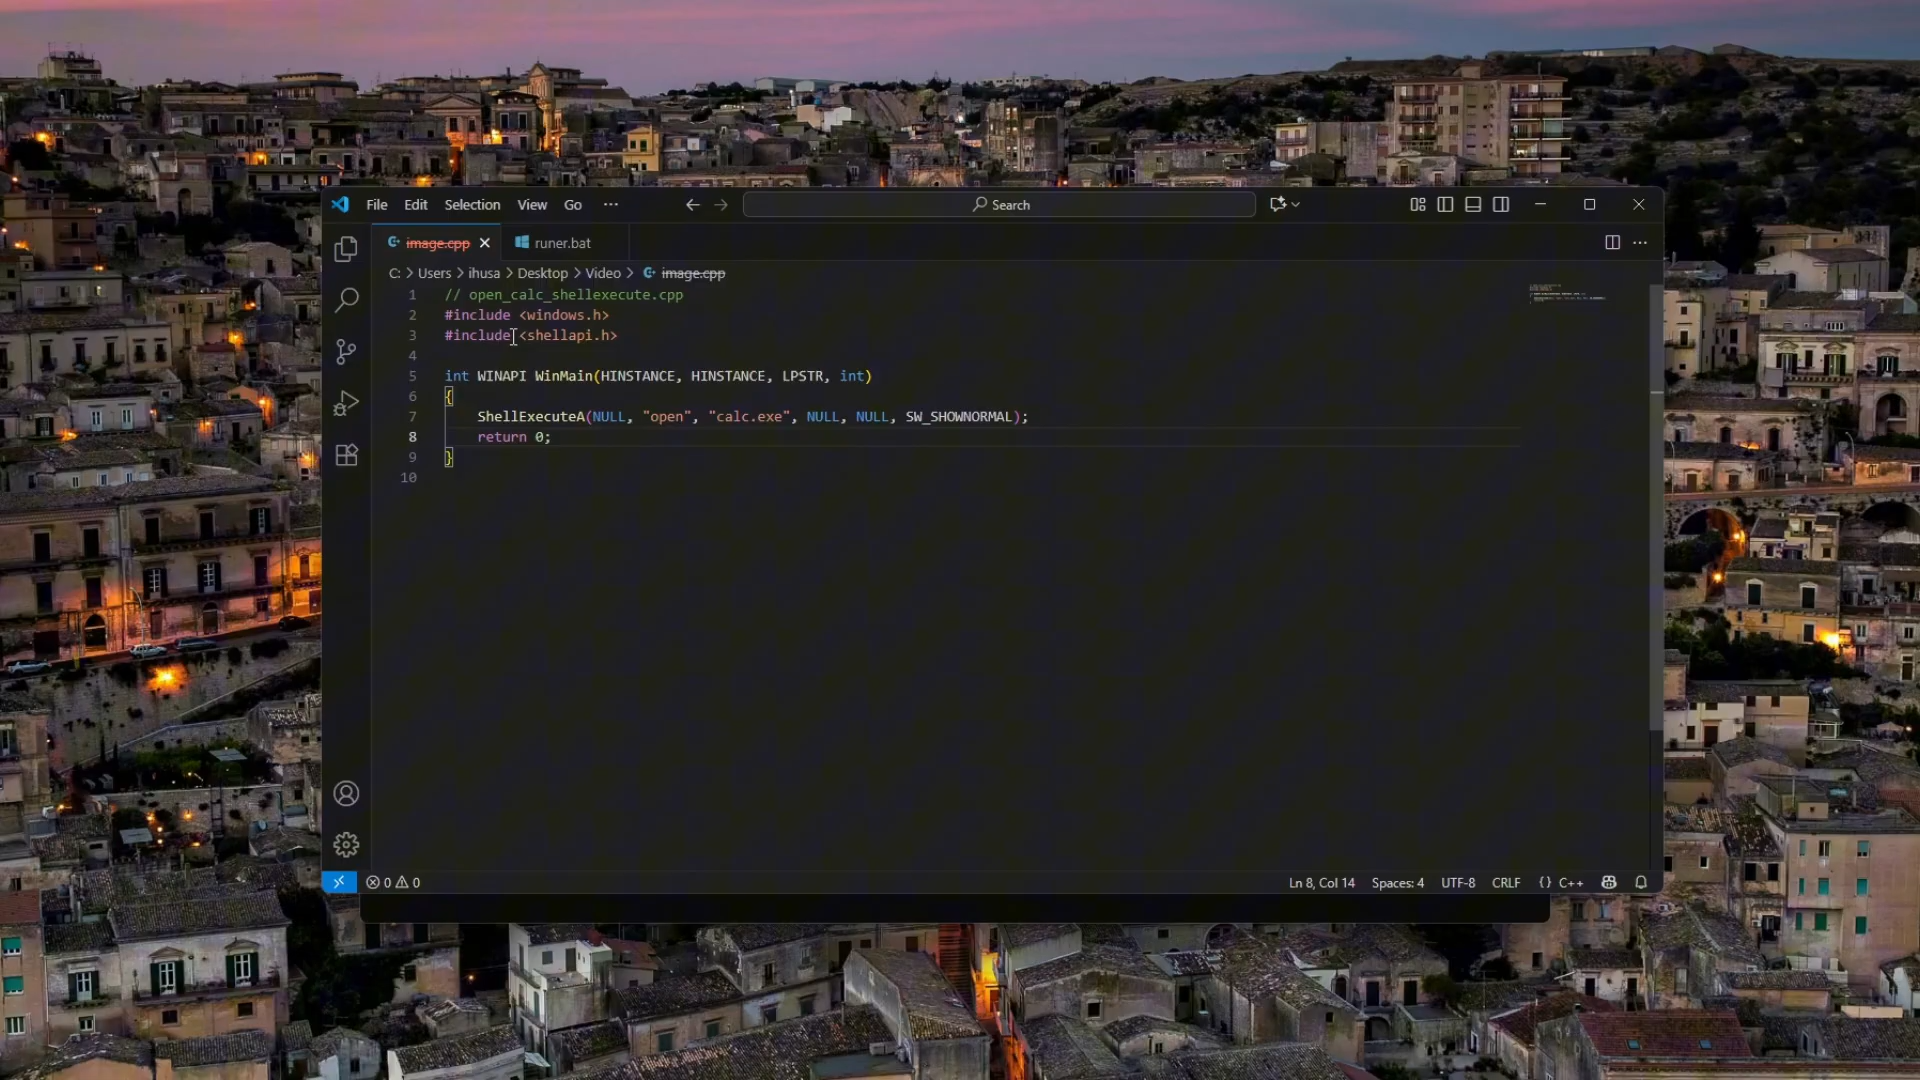 File Edit Selection View Go ··· Search
image.cpp runer.bat
C: > Users > ihusa > Desktop > Video > image.cpp
1 // open_calc_shellexecute.cpp
2 #include <windows.h>
3 #include <shellapi.h>
4
5 int WINAPI WinMain(HINSTANCE, HINSTANCE, LPSTR, int)
6 {
7 ShellExecuteA(NULL, "open", "calc.exe", NULL, NULL, SW_SHOWNORMAL);
8 return 0;
9 }
10
0 0 Ln 8, Col 14 Spaces: 4 UTF-8 CRLF {} C++